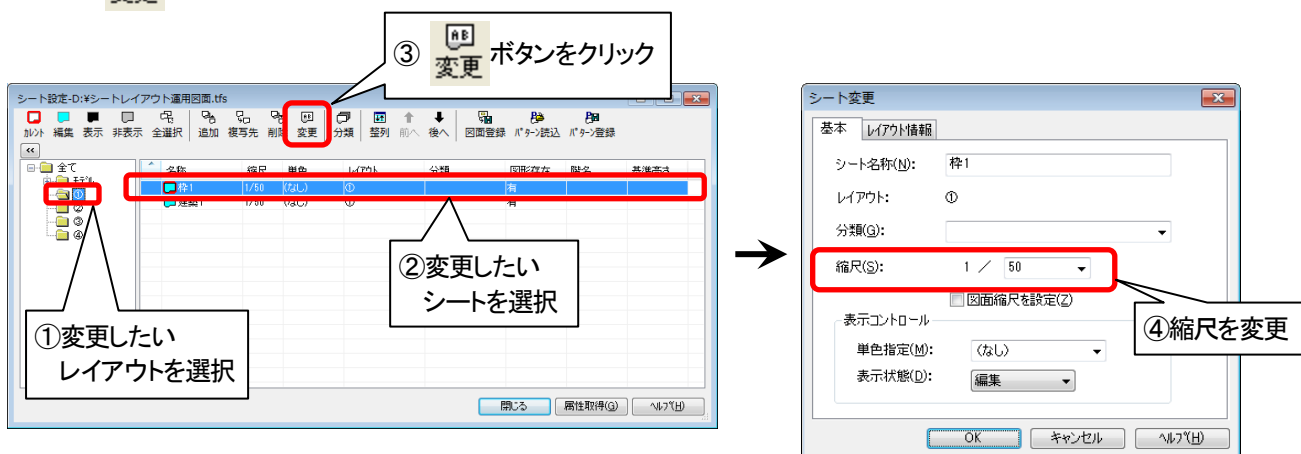 変更
③ AB 変更 ボタンをクリック
シート設定-D:¥シートレイアウト運用図面.tfs
ｶﾚﾝﾄ 編集 表示 非表示 全選択 追加 複写先 削除 変更 分類 整列 前へ 後へ 図面登録 ﾊﾟﾀｰﾝ読込 ﾊﾟﾀｰﾝ登録
<<
全て
ﾓﾃﾞﾙ
①
②
③
④
名称 縮尺 単色 ﾚｲｱｳﾄ 分類 図形存在 階名 基準高さ
枠1 1/50 (なし) ① 有
建築1 1/50 (なし) ① 有
①変更したい
レイアウトを選択
②変更したい
シートを選択
閉じる 属性取得(G) ﾍﾙﾌﾟ(H)
シート変更
基本 ﾚｲｱｳﾄ情報
シート名称(N): 枠1
レイアウト: ①
分類(G):
縮尺(S): 1 ／ 50
図面縮尺を設定(Z)
④縮尺を変更
表示コントロール
単色指定(M): (なし)
表示状態(D): 編集
OK キャンセル ﾍﾙﾌﾟ(H)